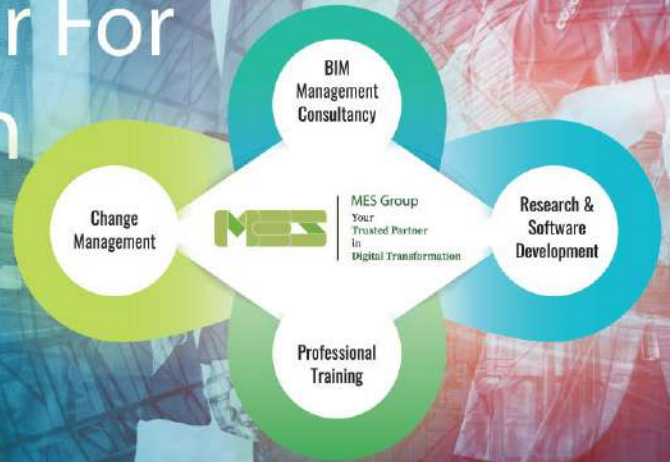 r For
n
BIM
Management
Consultancy
Change
Management
MES
MES Group
Your
Trusted Partner
in
Digital Transformation
Research &
Software
Development
Professional
Training